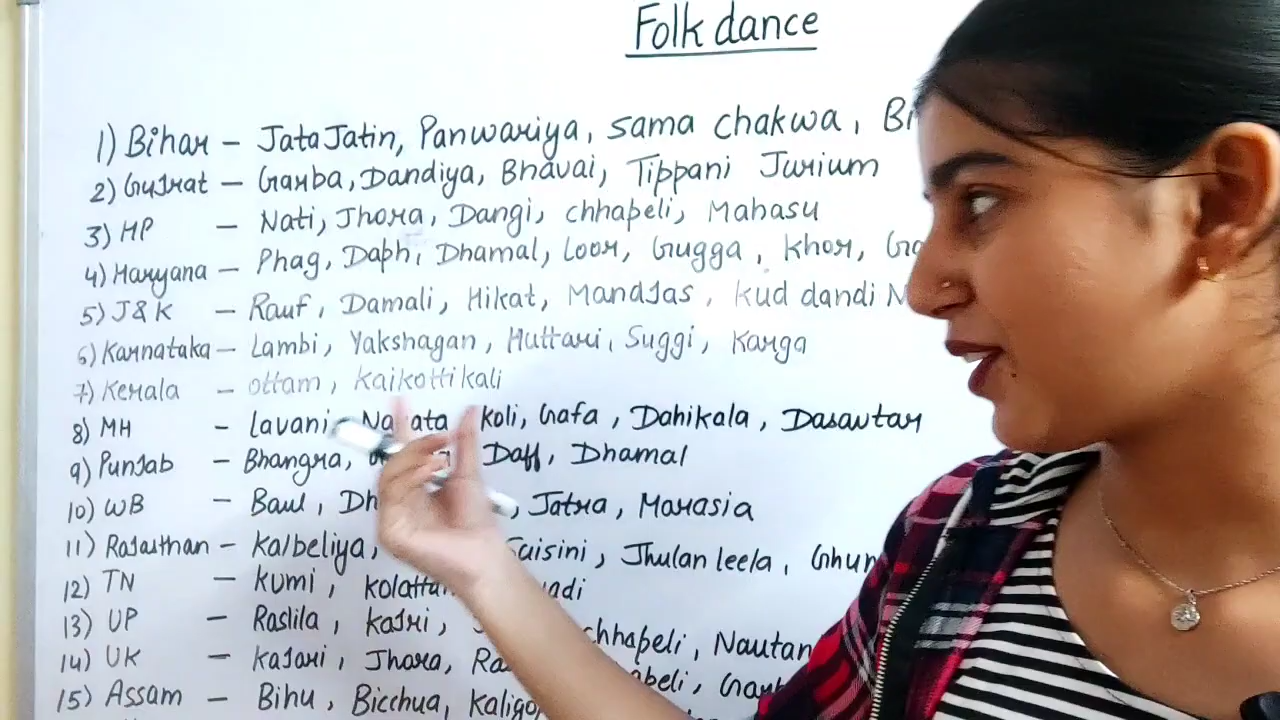 Folk dance
1) Bihar - Jata Jatin, Panwariya, Sama chakwa,
2) Gujrat - Garba, Dandiya, Bhavai, Tippani Jurium
3) HP - Nati, Jhora, Dangi, chhapeli, Mahasu
4) Haryana - Phag, Daph, Dhamal, Loor, Gugga, Khor,
5) J&K - Rauf, Damali, Hikat, Mandjas, kud dandi
6) Karnataka - Lambi, Yakshagan, Huttari, Suggi, Karga
7) Kerala - ottam, kaikottikali
8) MH - Lavani, koli, Gafa, Dahikala, Dasavtar
9) Punjab - Bhangra, Daff, Dhamal
10) WB - Baul, Jatra, Marasia
11) Rajasthan - Kalbeliya, Jhulan leela,
12) TN - Kumi,
13) UP - Raslila, Kajri, chhapeli,
14) UK - Kajari, Jhora,
15) Assam - Bihu, Bicchua,